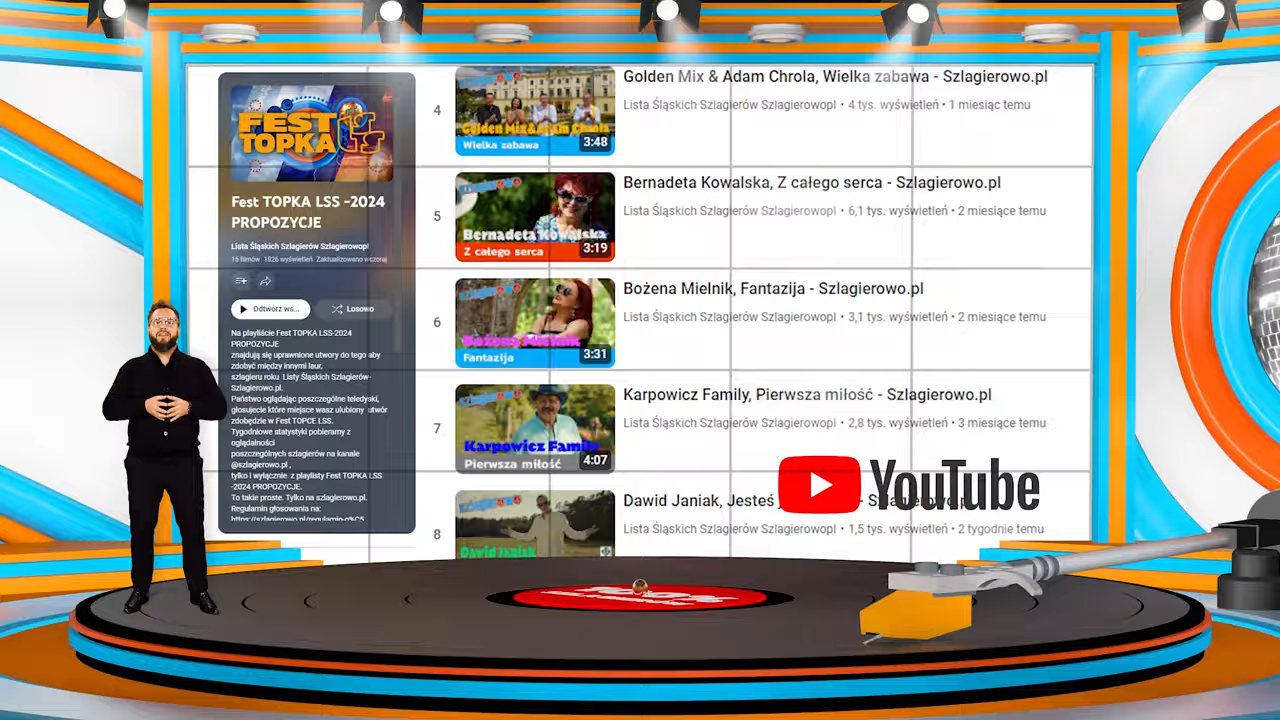 FEST
TOPKA
LSS
Fest TOPKA LSS -2024
PROPOZYCJE
Lista Śląskich Szlagierów Szlagierowopl
15 filmów 1826 wyświetleń Zaktualizowano wczoraj
Odtwórz ws...
Losowo
Na playliście Fest TOPKA LSS-2024
PROPOZYCJE
znajdują się uprawnione utwory do tego aby
zdobyć między innymi laur,
szlagieru roku Listy Śląskich Szlagierów-
Szlagierowo.pl.
Państwo oglądając poszczególne teledyski,
głosujecie które miejsce wasz ulubiony utwór
zdobędzie w Fest TOPCE LSS.
Tygodniowe statystyki pobieramy z
oglądalności
poszczególnych szlagierów na kanale
@szlagierowo.pl ,
tylko i wyłącznie z playlisty Fest TOPKA LSS
-2024 PROPOZYCJE.
To takie proste. Tylko na szlagierowo.pl.
Regulamin głosowania na:
https://szlagierowo.pl/regulamin-g%C5
4
Golden Mix & Adam Chrola
Wielka zabawa
3:48
Golden Mix & Adam Chrola, Wielka zabawa - Szlagierowo.pl
Lista Śląskich Szlagierów Szlagierowopl • 4 tys. wyświetleń • 1 miesiąc temu
5
Bernadeta Kowalska
Z całego serca
3:19
Bernadeta Kowalska, Z całego serca - Szlagierowo.pl
Lista Śląskich Szlagierów Szlagierowopl • 6,1 tys. wyświetleń • 2 miesiące temu
6
Bożena Mielnik
Fantazija
3:31
Bożena Mielnik, Fantazija - Szlagierowo.pl
Lista Śląskich Szlagierów Szlagierowopl • 3,1 tys. wyświetleń • 2 miesiące temu
7
Karpowicz Family
Pierwsza miłość
4:07
Karpowicz Family, Pierwsza miłość - Szlagierowo.pl
Lista Śląskich Szlagierów Szlagierowopl • 2,8 tys. wyświetleń • 3 miesiące temu
8
Dawid Janiak
Dawid Janiak, Jesteś
Lista Śląskich Szlagierów Szlagierowopl • 1,5 tys. wyświetleń • 2 tygodnie temu
YouTube
100%